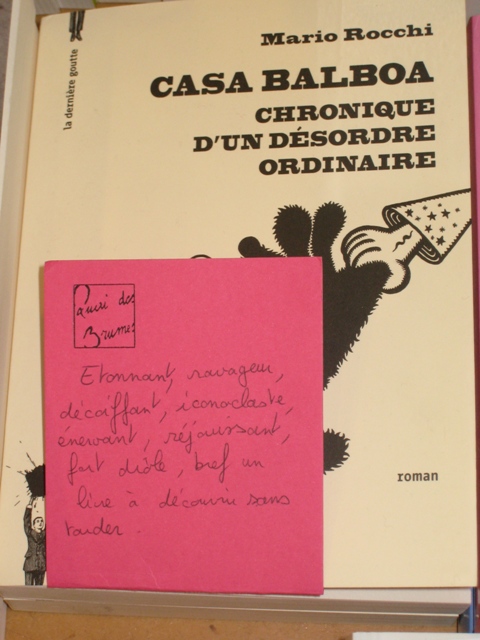 la dernière goutte
Mario Rocchi
CASA BALBOA
CHRONIQUE
D'UN DÉSORDRE
ORDINAIRE
Quai des
Brumes
Etonnant, ravageur,
décoiffant, iconoclaste,
énervant, réjouissant,
fort drôle, bref un
livre à découvrir sans
tarder.
roman